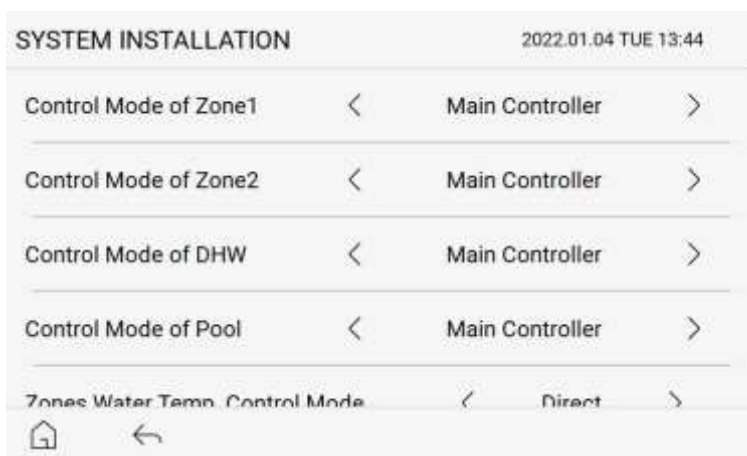 SYSTEM INSTALLATION 2022.01.04 TUE 13:44
Control Mode of Zone1 < Main Controller >
Control Mode of Zone2 < Main Controller >
Control Mode of DHW < Main Controller >
Control Mode of Pool < Main Controller >
Zones Water Temp. Control Mode < Direct >